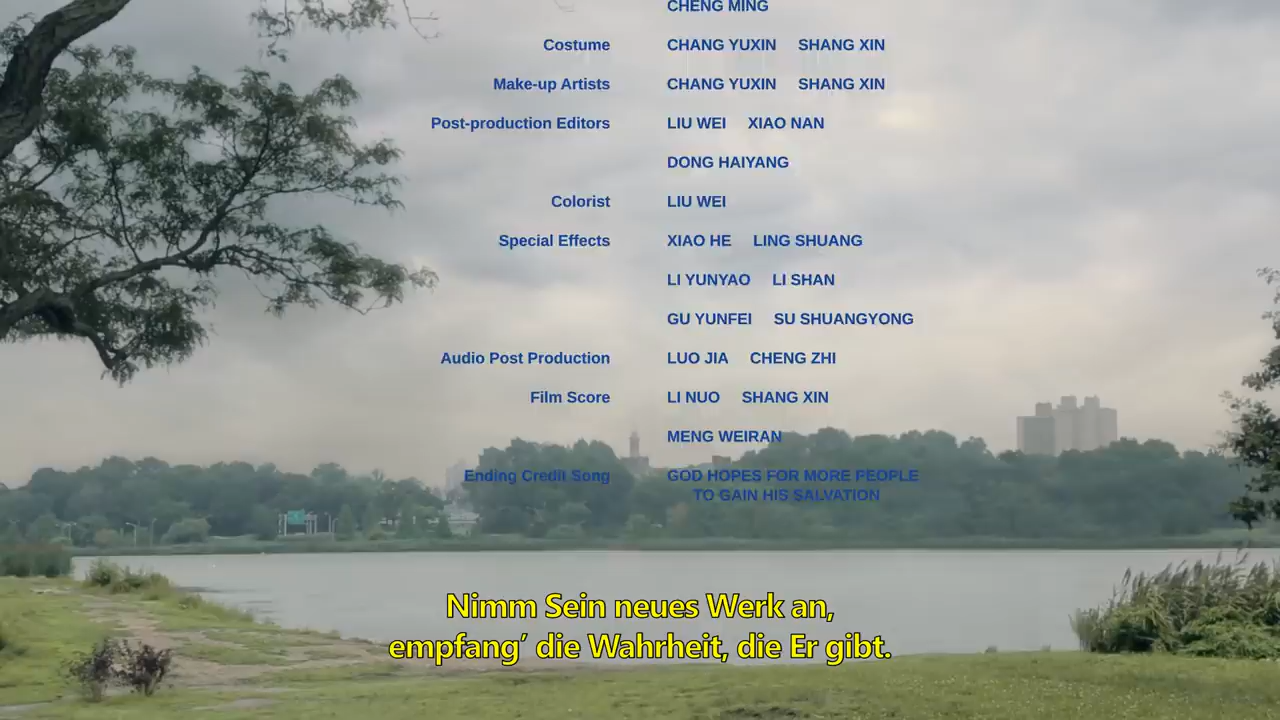 CHENG MING
Costume CHANG YUXIN SHANG XIN
Make-up Artists CHANG YUXIN SHANG XIN
Post-production Editors LIU WEI XIAO NAN
DONG HAIYANG
Colorist LIU WEI
Special Effects XIAO HE LING SHUANG
LI YUNYAO LI SHAN
GU YUNFEI SU SHUANGYONG
Audio Post Production LUO JIA CHENG ZHI
Film Score LI NUO SHANG XIN
MENG WEIRAN
Ending Credit Song GOD HOPES FOR MORE PEOPLE
TO GAIN HIS SALVATION
Nimm Sein neues Werk an,
empfang’ die Wahrheit, die Er gibt.